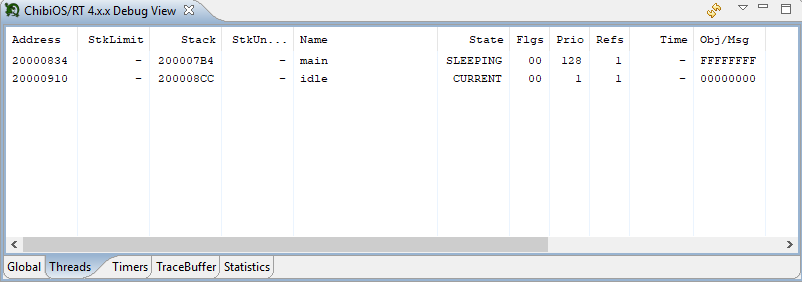 ChibiOS/RT 4.x.x Debug View
Address StkLimit Stack StkUn... Name State Flgs Prio Refs Time Obj/Msg
20000834 - 200007B4 - main SLEEPING 00 128 1 - FFFFFFFF
20000910 - 200008CC - idle CURRENT 00 1 1 - 00000000
Global Threads Timers TraceBuffer Statistics